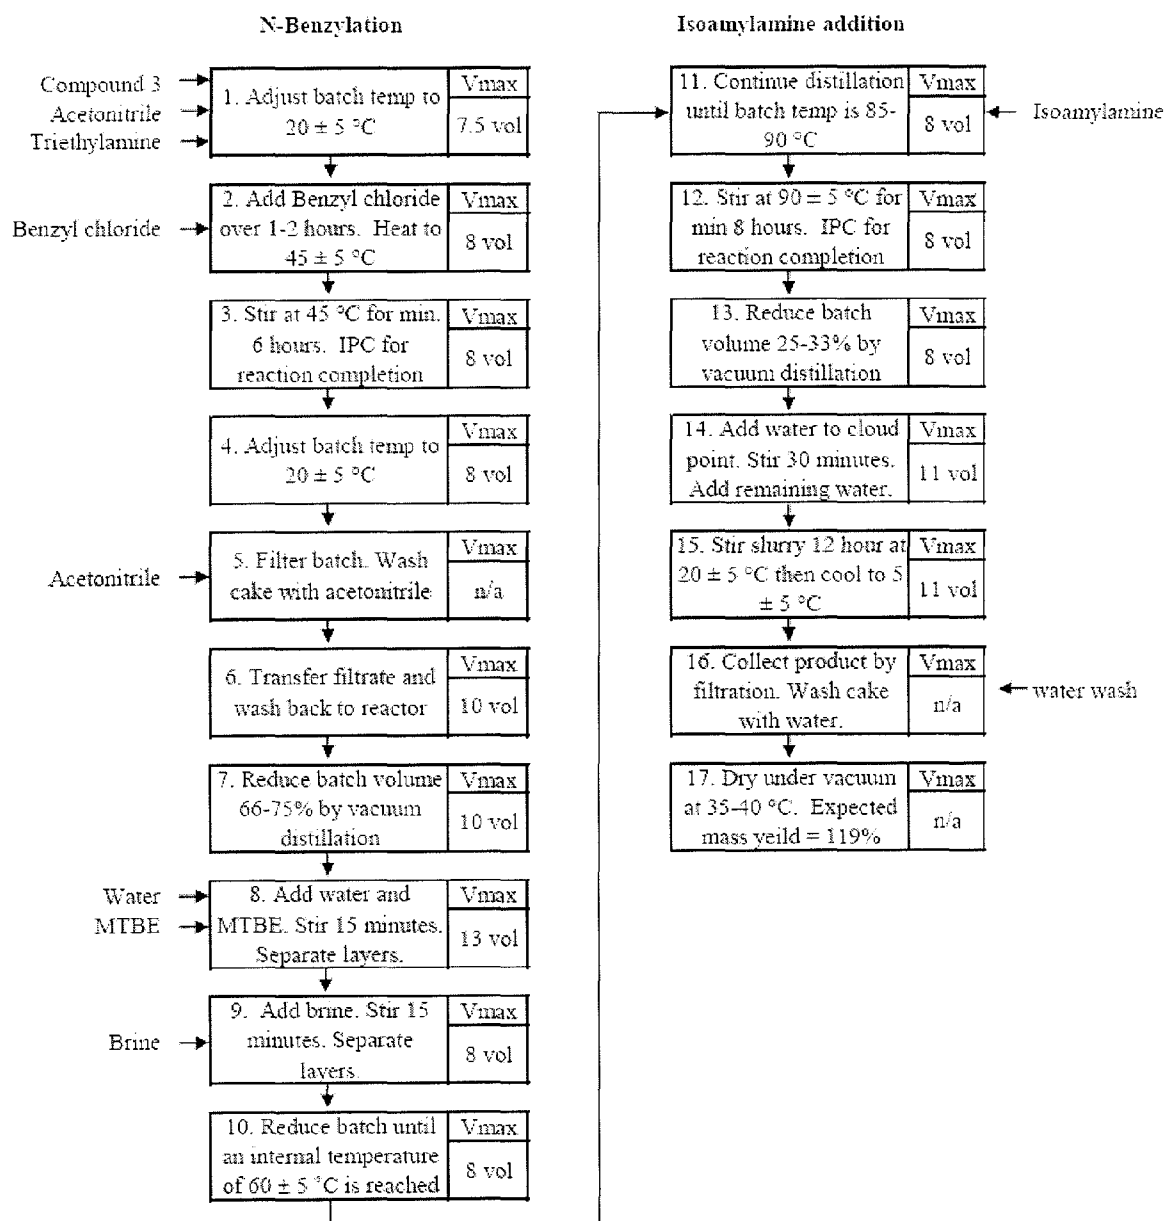 N-Benzylation
Compound 3
Acetonitrile
Triethylamine
1. Adjust batch temp to
20 ± 5 °C
Vmax
7.5 vol
Benzyl chloride
2. Add Benzyl chloride
over 1-2 hours. Heat to
45 ± 5 °C
Vmax
8 vol
3. Stir at 45 °C for min.
6 hours. IPC for
reaction completion
Vmax
8 vol
4. Adjust batch temp to
20 ± 5 °C
Vmax
8 vol
Acetonitrile
5. Filter batch. Wash
cake with acetonitrile
Vmax
n/a
6. Transfer filtrate and
wash back to reactor
Vmax
10 vol
7. Reduce batch volume
66-75% by vacuum
distillation
Vmax
10 vol
Water
MTBE
8. Add water and
MTBE. Stir 15 minutes.
Separate layers.
Vmax
13 vol
Brine
9. Add brine. Stir 15
minutes. Separate
layers.
Vmax
8 vol
10. Reduce batch until
an internal temperature
of 60 ± 5 °C is reached
Vmax
8 vol
Isoamylamine addition
11. Continue distillation
until batch temp is 85-
90 °C
Vmax
8 vol
Isoamylamine
12. Stir at 90 ± 5 °C for
min 8 hours. IPC for
reaction completion
Vmax
8 vol
13. Reduce batch
volume 25-33% by
vacuum distillation
Vmax
8 vol
14. Add water to cloud
point. Stir 30 minutes.
Add remaining water.
Vmax
11 vol
15. Stir slurry 12 hour at
20 ± 5 °C then cool to 5
± 5 °C
Vmax
11 vol
16. Collect product by
filtration. Wash cake
with water.
Vmax
n/a
water wash
17. Dry under vacuum
at 35-40 °C. Expected
mass yeild = 119%
Vmax
n/a